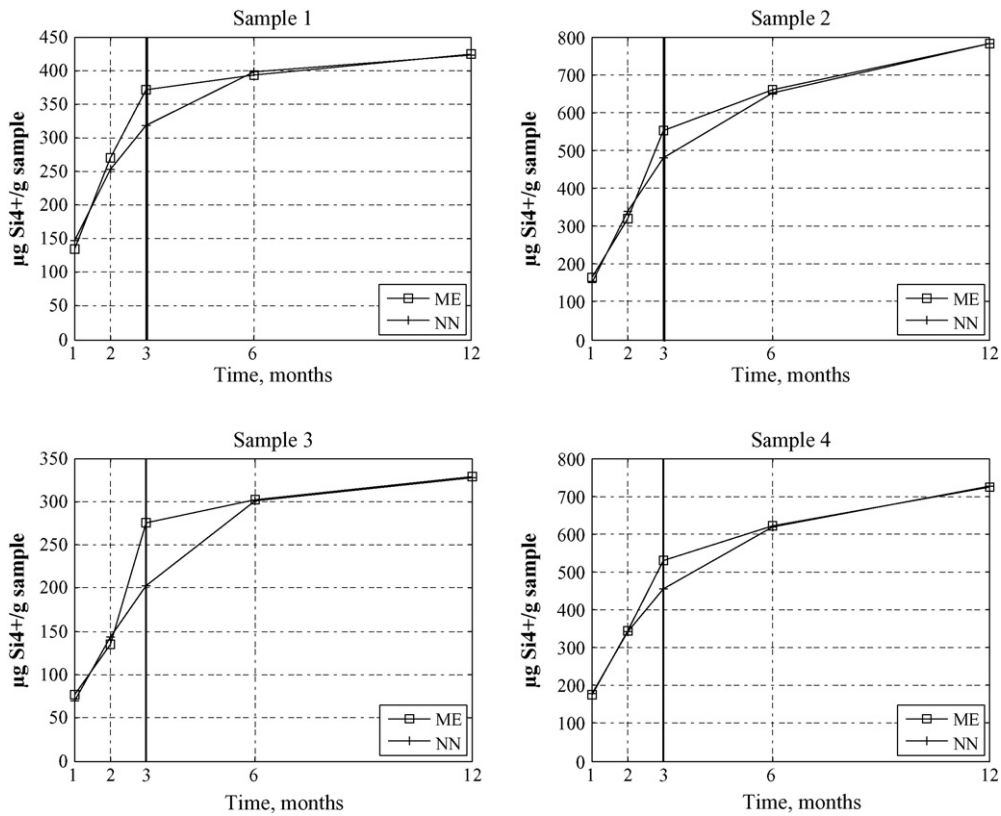 Sample 1
450
400
350
300
250
200
150
100
50
0
µg Si4+/g sample
ME
NN
1 2 3 6 12
Time, months
Sample 2
800
700
600
500
400
300
200
100
0
µg Si4+/g sample
ME
NN
1 2 3 6 12
Time, months
Sample 3
350
300
250
200
150
100
50
0
µg Si4+/g sample
ME
NN
1 2 3 6 12
Time, months
Sample 4
800
700
600
500
400
300
200
100
0
µg Si4+/g sample
ME
NN
1 2 3 6 12
Time, months